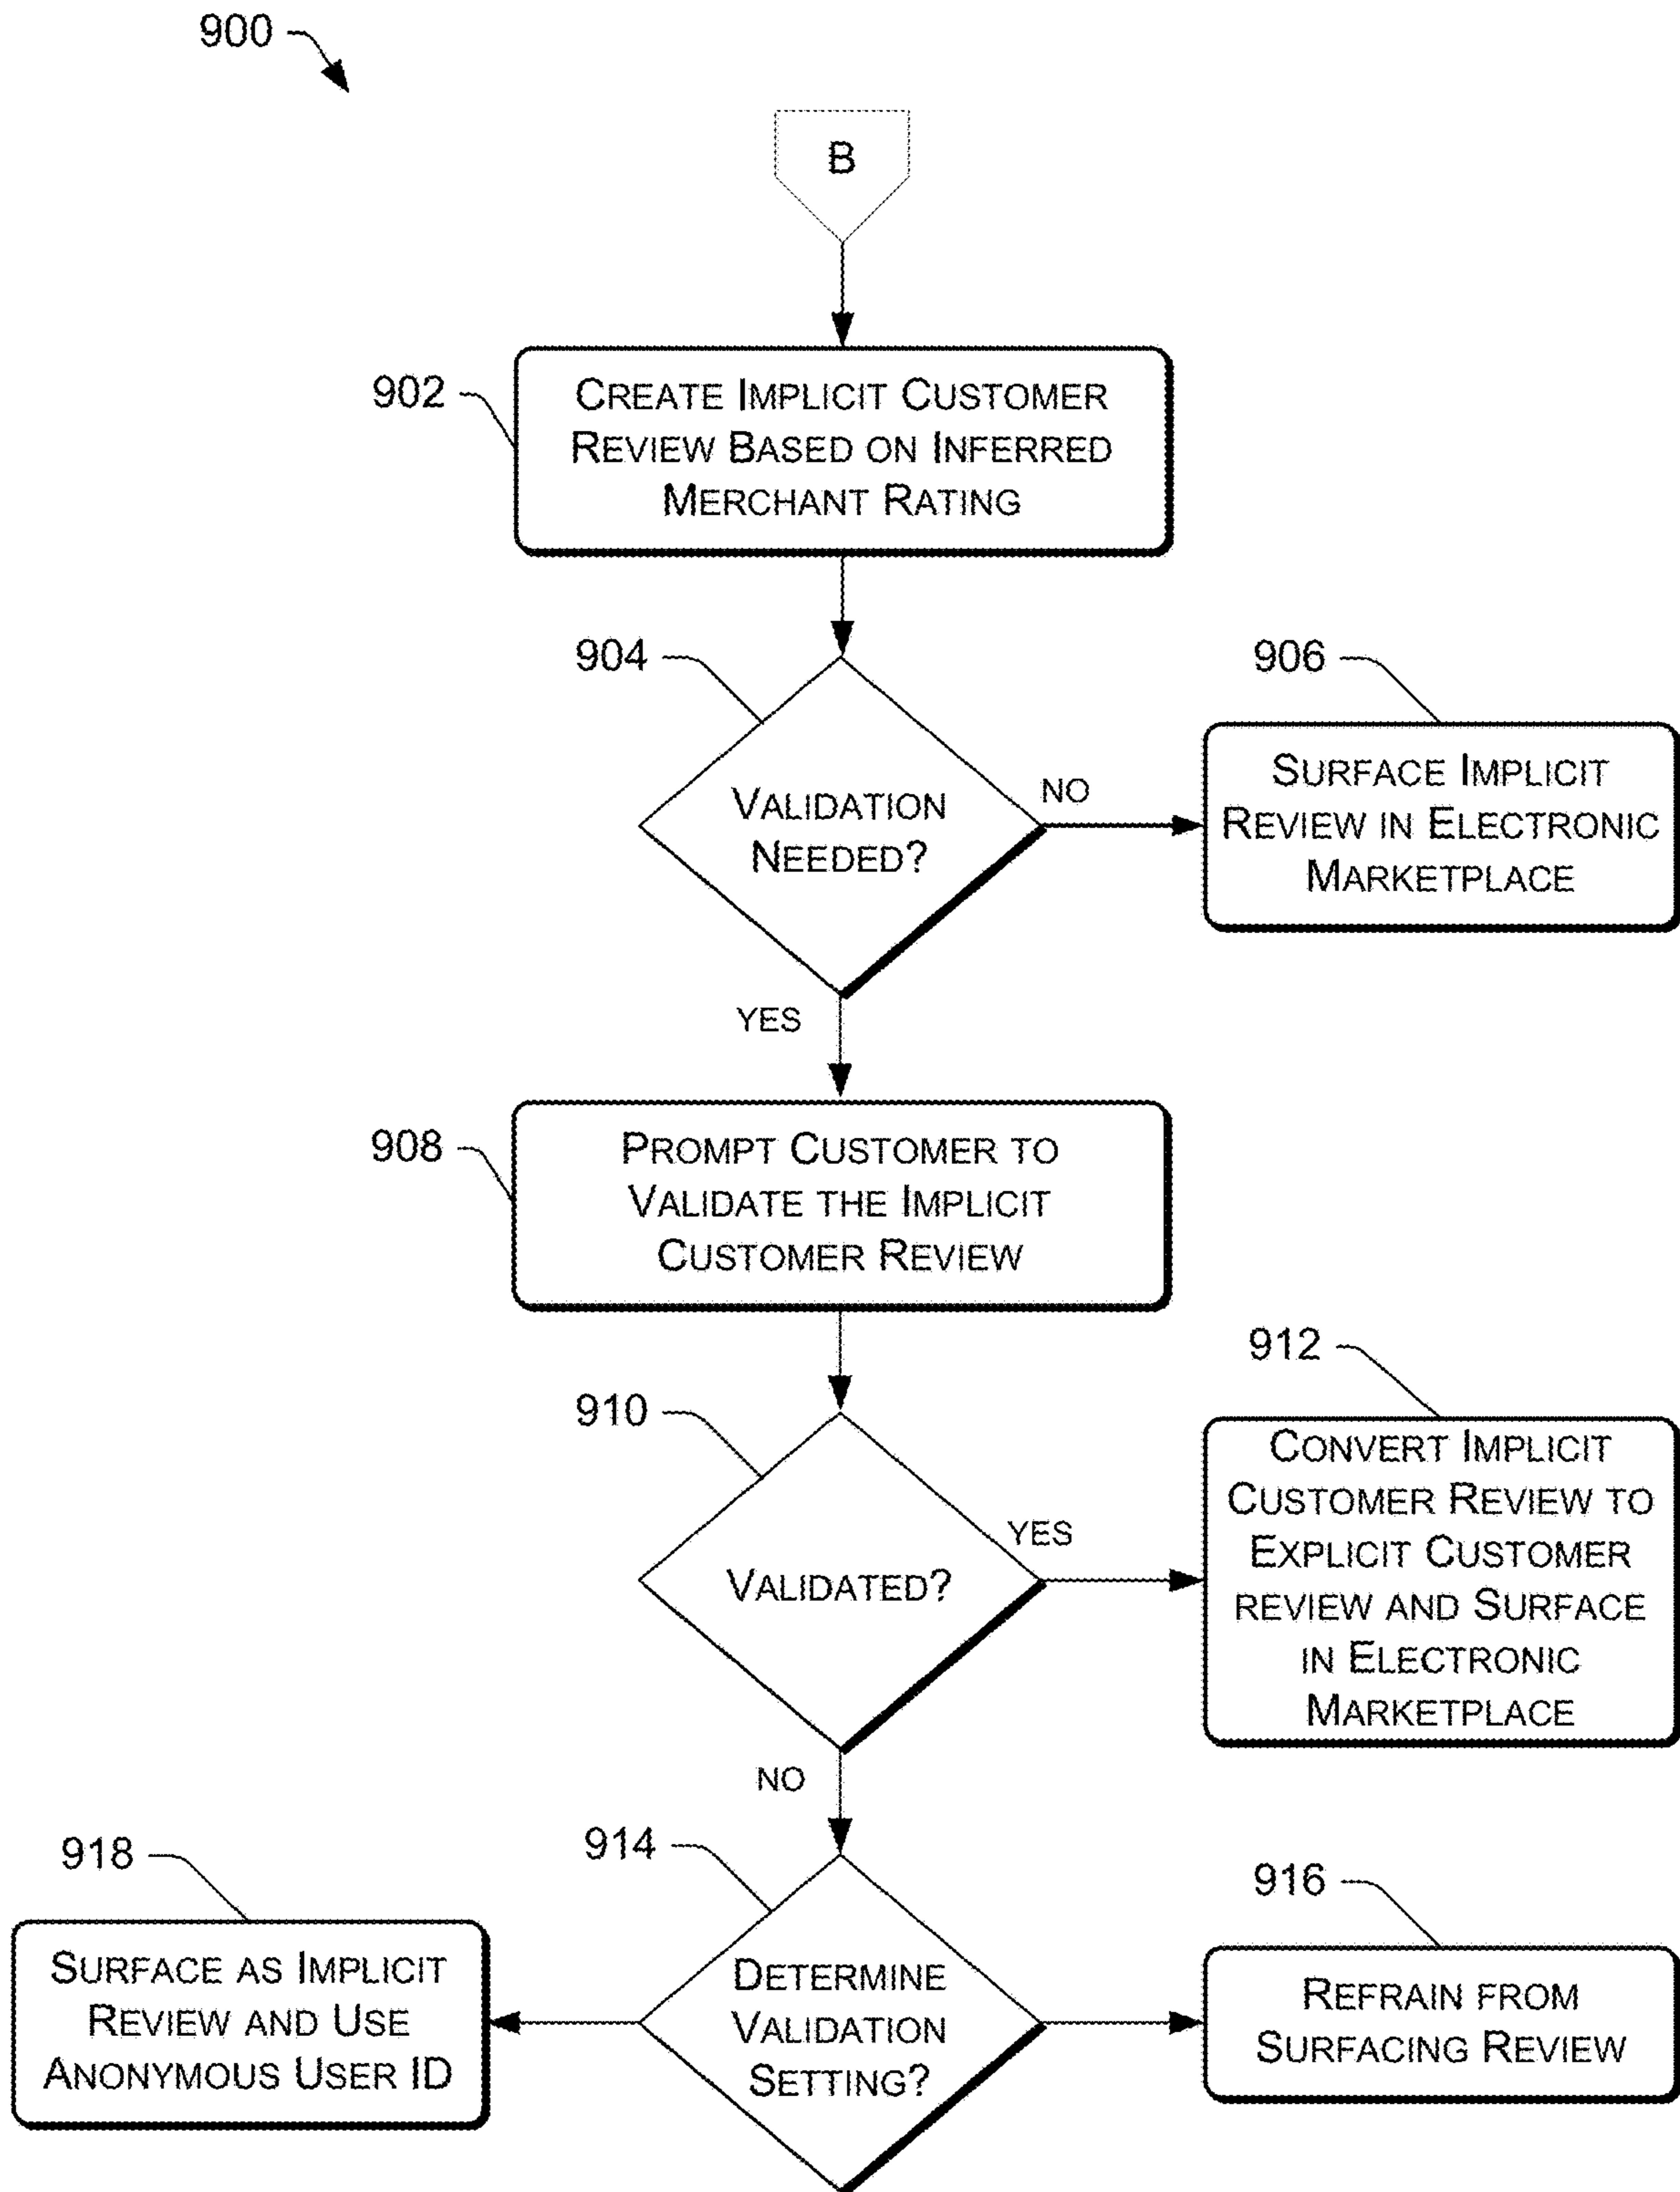 900
B
902
CREATE IMPLICIT CUSTOMER
REVIEW BASED ON INFERRED
MERCHANT RATING
904
VALIDATION
NEEDED?
NO
906
SURFACE IMPLICIT
REVIEW IN ELECTRONIC
MARKETPLACE
YES
908
PROMPT CUSTOMER TO
VALIDATE THE IMPLICIT
CUSTOMER REVIEW
910
VALIDATED?
YES
912
CONVERT IMPLICIT
CUSTOMER REVIEW TO
EXPLICIT CUSTOMER
REVIEW AND SURFACE
IN ELECTRONIC
MARKETPLACE
NO
914
DETERMINE
VALIDATION
SETTING?
916
REFRAIN FROM
SURFACING REVIEW
918
SURFACE AS IMPLICIT
REVIEW AND USE
ANONYMOUS USER ID